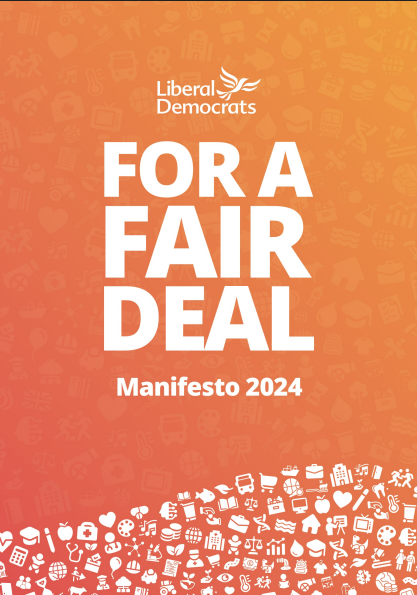 Liberal
Democrats
FOR A
FAIR
DEAL
Manifesto 2024